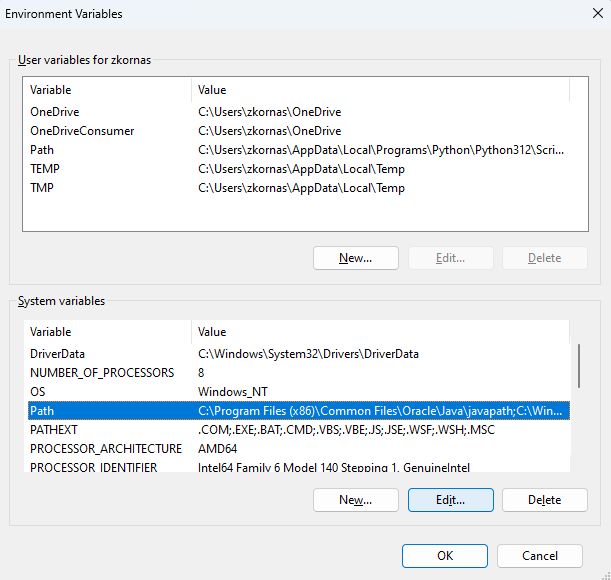 Environment Variables
User variables for zkornas
Variable Value
OneDrive C:\Users\zkornas\OneDrive
OneDriveConsumer C:\Users\zkornas\OneDrive
Path C:\Users\zkornas\AppData\Local\Programs\Python\Python312\Scri...
TEMP C:\Users\zkornas\AppData\Local\Temp
TMP C:\Users\zkornas\AppData\Local\Temp
New... Edit... Delete
System variables
Variable Value
DriverData C:\Windows\System32\Drivers\DriverData
NUMBER_OF_PROCESSORS 8
OS Windows_NT
Path C:\Program Files (x86)\Common Files\Oracle\Java\javapath;C:\Win...
PATHEXT .COM;.EXE;.BAT;.CMD;.VBS;.VBE;.JS;.JSE;.WSF;.WSH;.MSC
PROCESSOR_ARCHITECTURE AMD64
PROCESSOR_IDENTIFIER Intel64 Family 6 Model 140 Stepping 1, GenuineIntel
New... Edit... Delete
OK Cancel